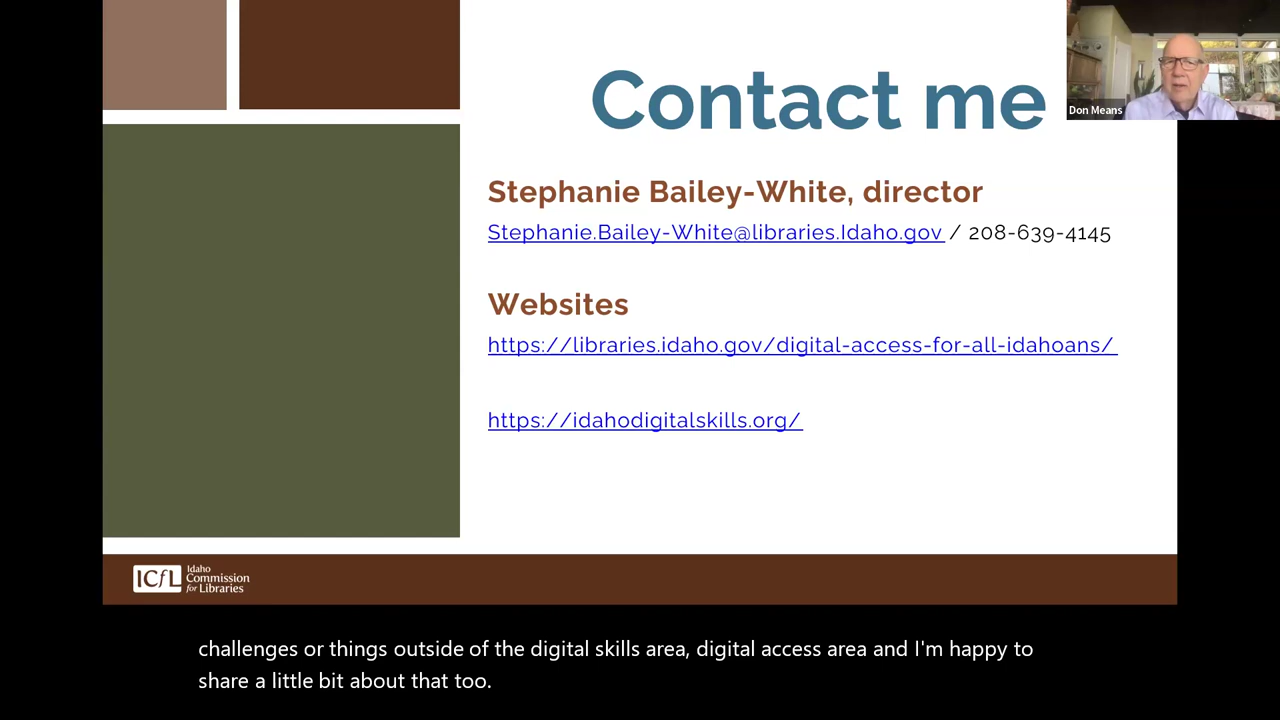 Contact me
Don Means
Stephanie Bailey-White, director
Stephanie.Bailey-White@libraries.Idaho.gov / 208-639-4145
Websites
https://libraries.idaho.gov/digital-access-for-all-idahoans/
https://idahodigitalskills.org/
ICfL
Idaho
Commission
for Libraries
challenges or things outside of the digital skills area, digital access area and I'm happy to
share a little bit about that too.